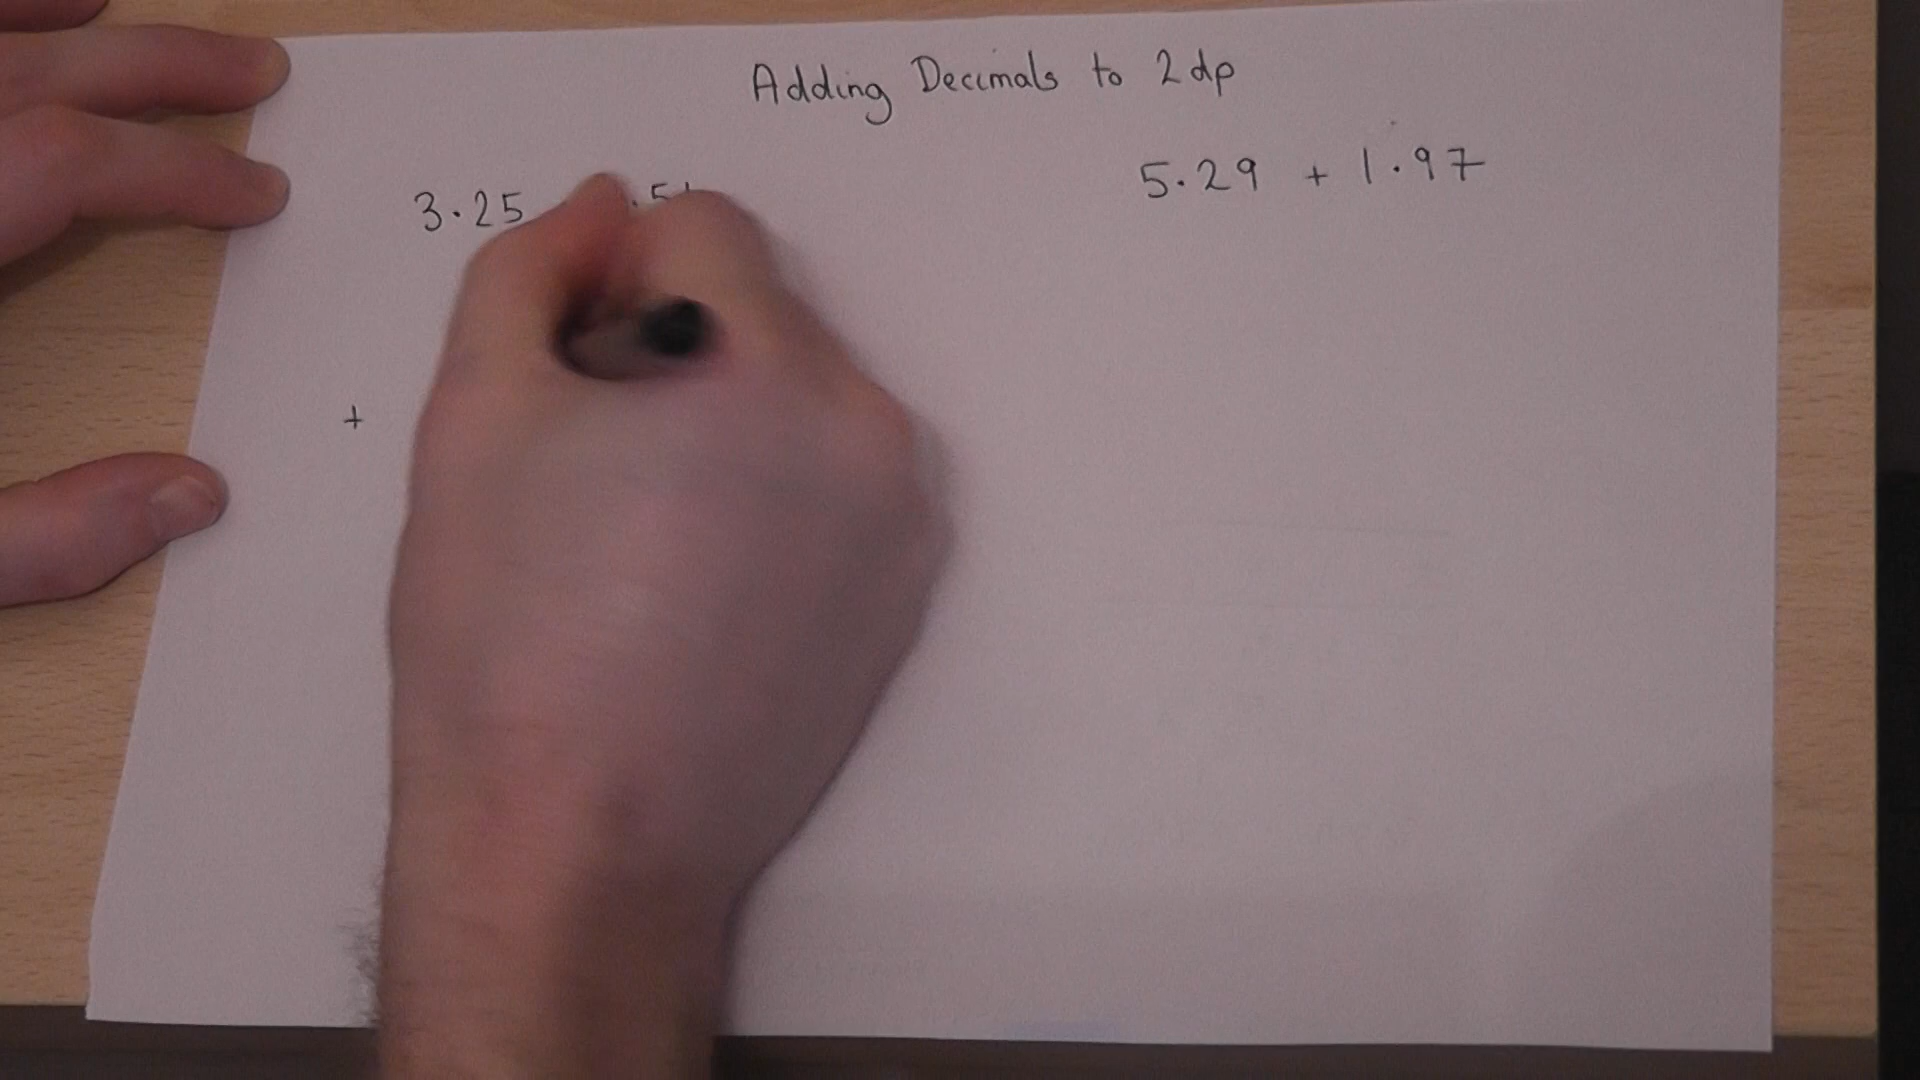 Adding Decimals to 2dp
3.25
5.29 + 1.97
+